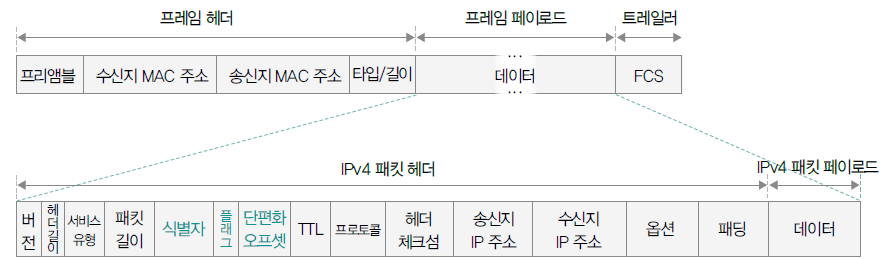 프레임 헤더
프레임 페이로드
트레일러
프리앰블
수신지 MAC 주소
송신지 MAC 주소
타입/길이
...
데이터
...
FCS
IPv4 패킷 헤더
IPv4 패킷 페이로드
버
전
헤
더
길
이
서비스
유형
패킷
길이
식별자
플
래
그
단편화
오프셋
TTL
프로토콜
헤더
체크섬
송신지
IP 주소
수신지
IP 주소
옵션
패딩
데이터